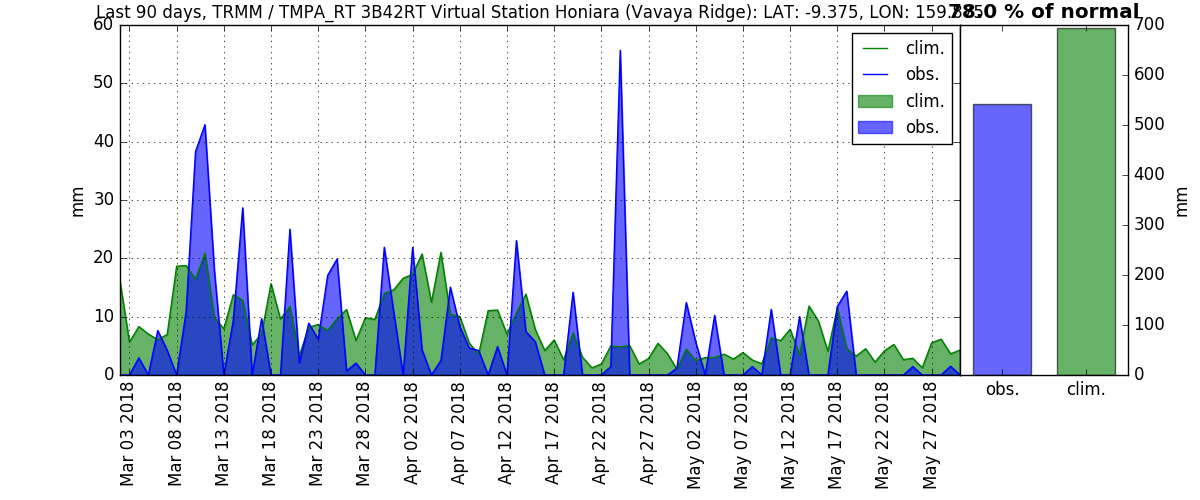 Last 90 days, TRMM / TMPA_RT 3B42RT Virtual Station Honiara (Vavaya Ridge): LAT: -9.375, LON:
78.0 % of normal
60
50
40
30
20
10
0
mm
clim.
obs.
clim.
obs.
700
600
500
400
300
200
100
0
mm
obs.
clim.
Mar 03 2018
Mar 08 2018
Mar 13 2018
Mar 18 2018
Mar 23 2018
Mar 28 2018
Apr 02 2018
Apr 07 2018
Apr 12 2018
Apr 17 2018
Apr 22 2018
Apr 27 2018
May 02 2018
May 07 2018
May 12 2018
May 17 2018
May 22 2018
May 27 2018